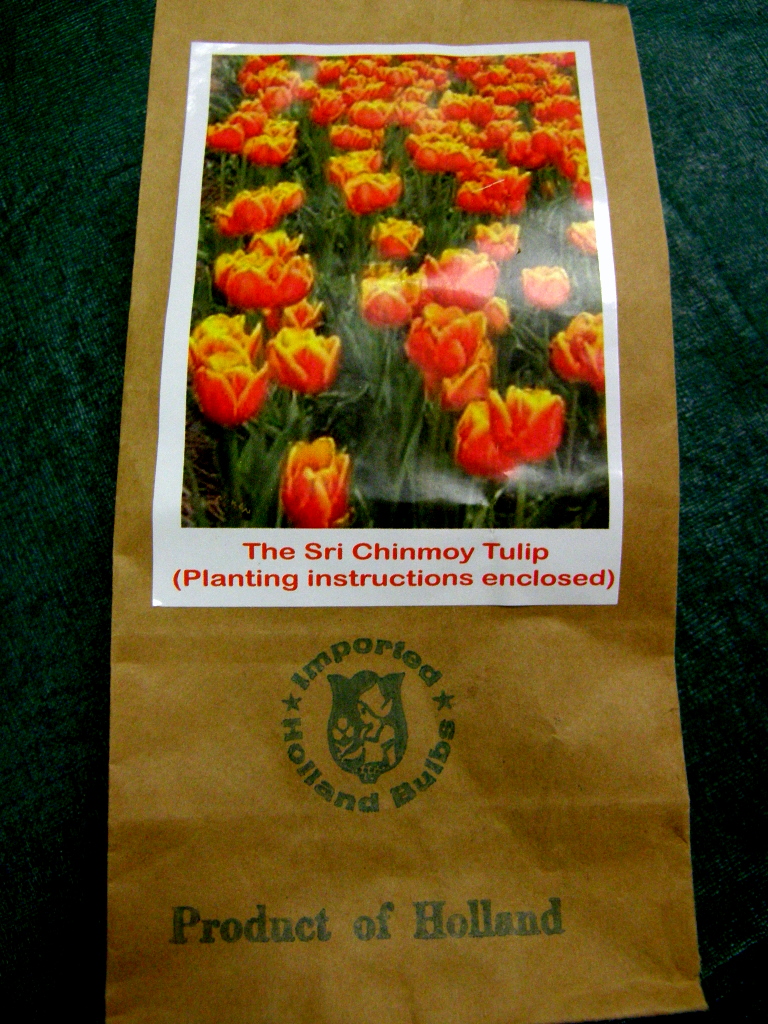 The Sri Chinmoy Tulip
(Planting instructions enclosed)
★ Imported ★
Holland Bulbs
Product of Holland